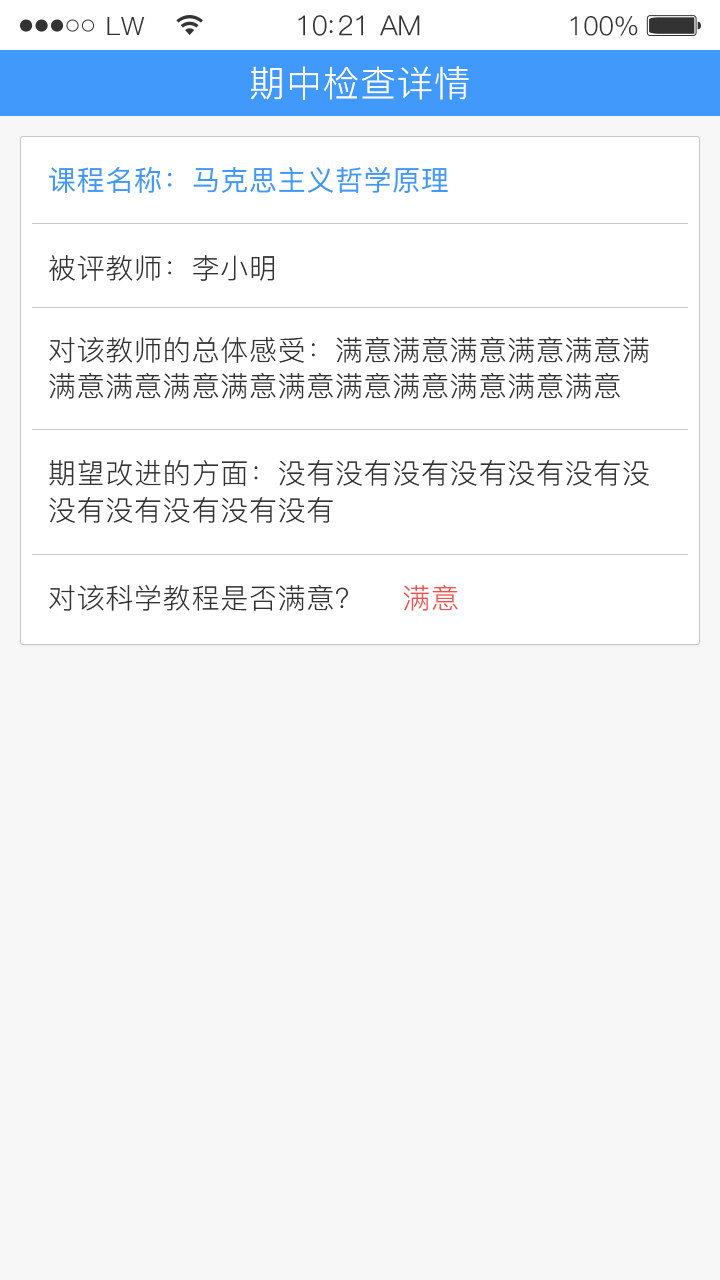 LW 10:21 AM 100%
期中检查详情
课程名称：马克思主义哲学原理
被评教师：李小明
对该教师的总体感受：满意满意满意满意满意满
满意满意满意满意满意满意满意满意满意满意
期望改进的方面：没有没有没有没有没有没有没
没有没有没有没有没有
对该科学教程是否满意？ 满意